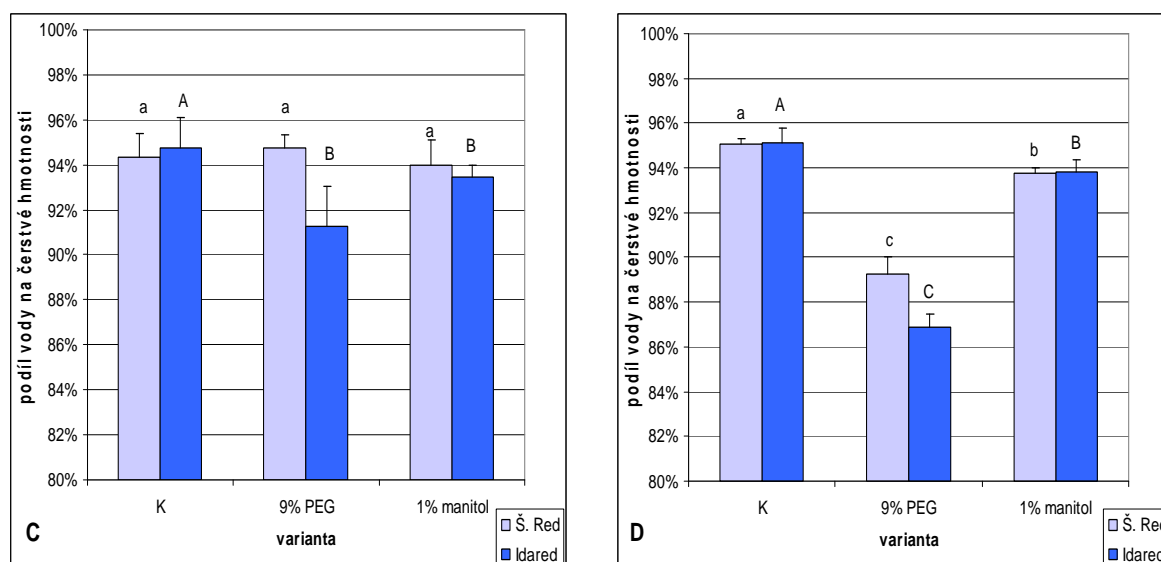 100%
98%
96%
94%
92%
90%
88%
86%
84%
82%
80%
podíl vody na čerstvé hmotnosti
a
A
a
B
a
B
K
9% PEG
1% manitol
varianta
C
Š. Red
Idared
100%
98%
96%
94%
92%
90%
88%
86%
84%
82%
80%
podíl vody na čerstvé hmotnosti
a
A
c
C
b
B
K
9% PEG
1% manitol
varianta
D
Š. Red
Idared